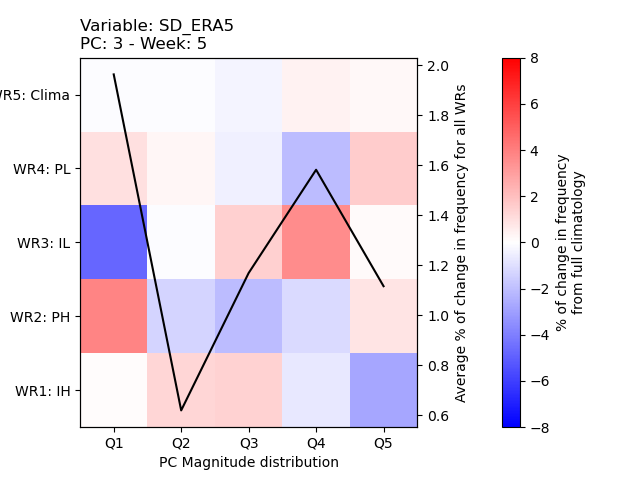 Variable: SD_ERA5
PC: 3 - Week: 5
WR5: Clima
WR4: PL
WR3: IL
WR2: PH
WR1: IH
Q1 Q2 Q3 Q4 Q5
PC Magnitude distribution
2.0
1.8
1.6
1.4
1.2
1.0
0.8
0.6
Average % of change in frequency for all WRs
8
6
4
2
0
−2
−4
−6
−8
% of change in frequency
from full climatology